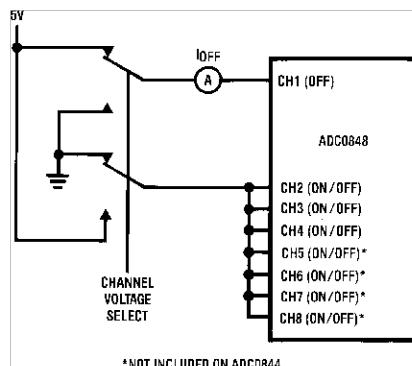 5V
IOFF
A
CH1 (OFF)
ADC0848
CH2 (ON/OFF)
CH3 (ON/OFF)
CH4 (ON/OFF)
CH5 (ON/OFF)*
CH6 (ON/OFF)*
CH7 (ON/OFF)*
CH8 (ON/OFF)*
CHANNEL
VOLTAGE
SELECT
*NOT INCLUDED ON ADC0844